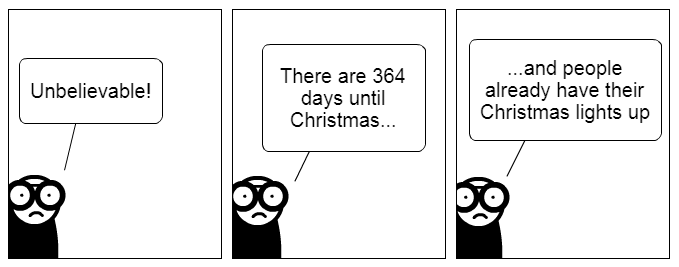 Unbelievable!
There are 364
days until
Christmas...
...and people
already have their
Christmas lights up